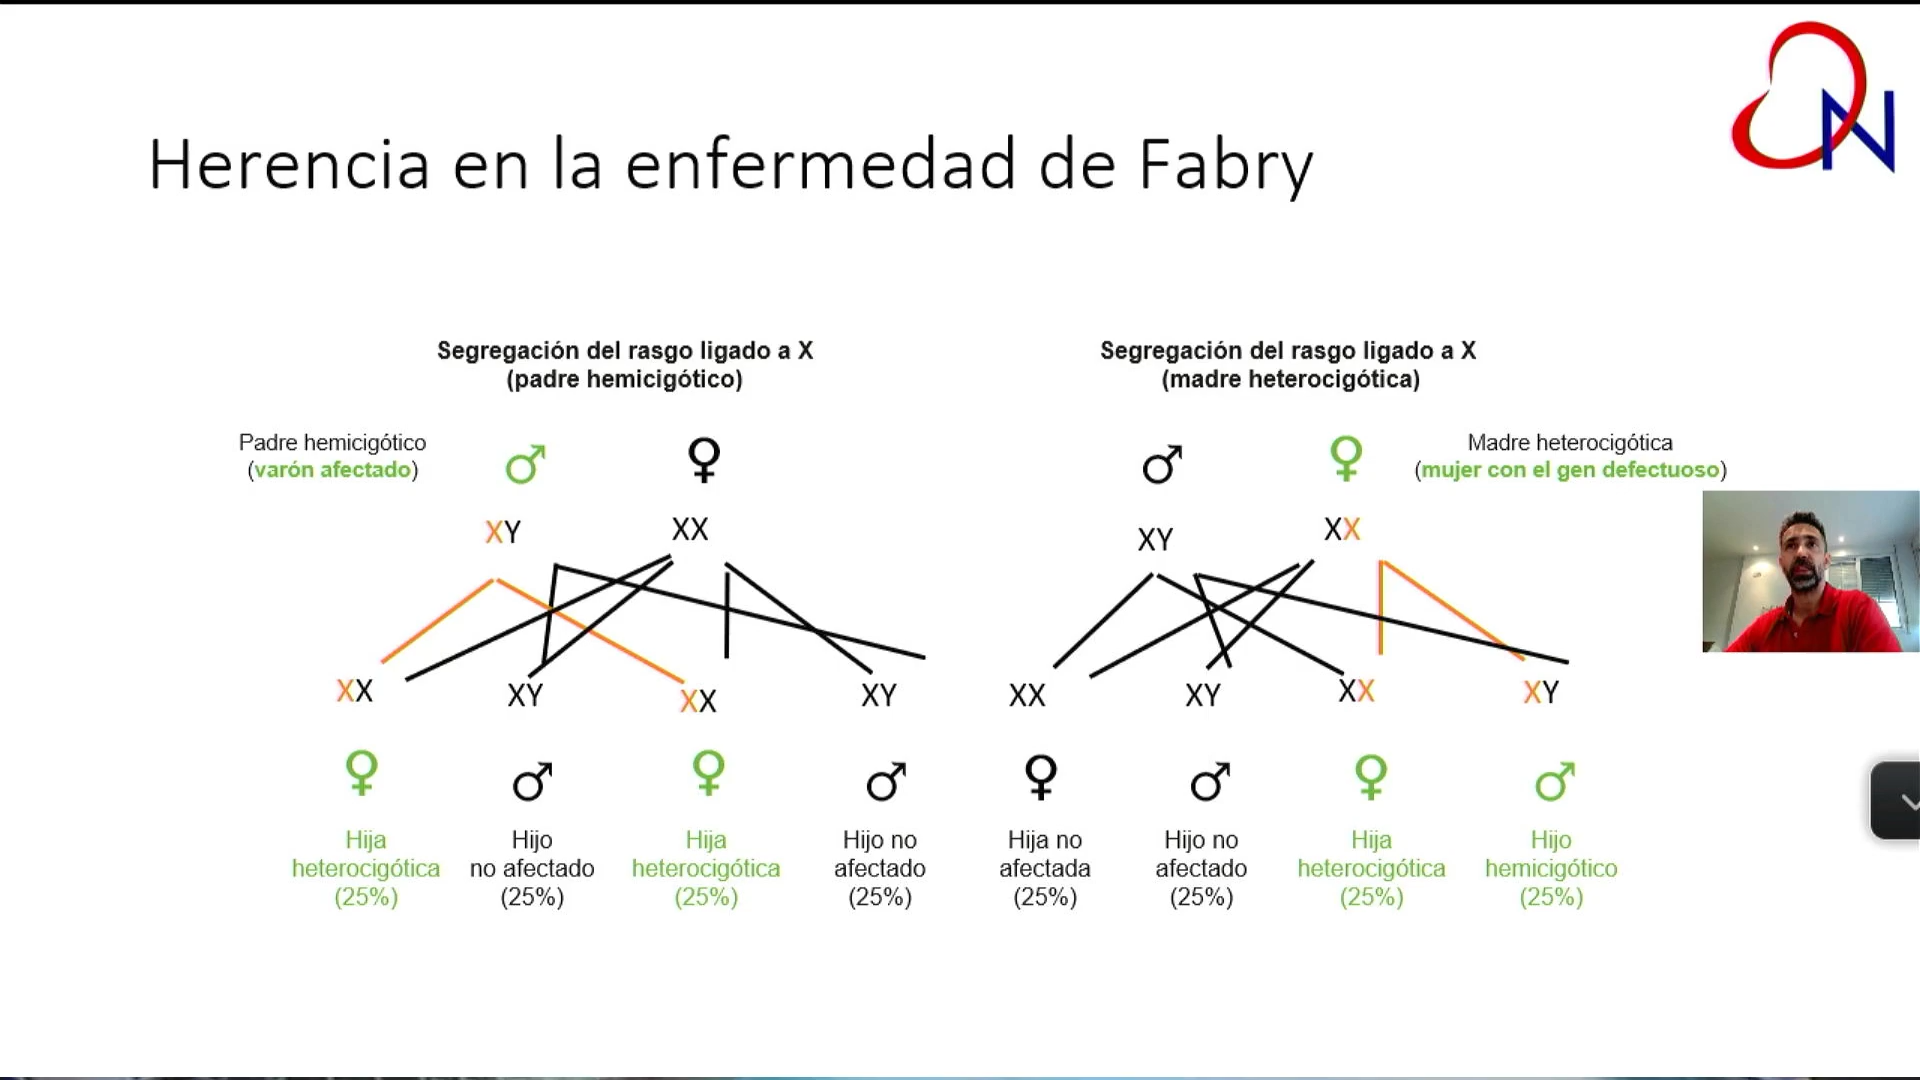 N
Herencia en la enfermedad de Fabry
Segregación del rasgo ligado a X
(padre hemicigótico)
Padre hemicigótico
(varón afectado)
XY
XX
XX
XY
XX
XY
Hija
heterocigótica
(25%)
Hijo
no afectado
(25%)
Hija
heterocigótica
(25%)
Hijo no
afectado
(25%)
Segregación del rasgo ligado a X
(madre heterocigótica)
Madre heterocigótica
(mujer con el gen defectuoso)
XY
XX
XX
XY
XX
XY
Hija no
afectada
(25%)
Hijo no
afectado
(25%)
Hija
heterocigótica
(25%)
Hijo
hemicigótico
(25%)